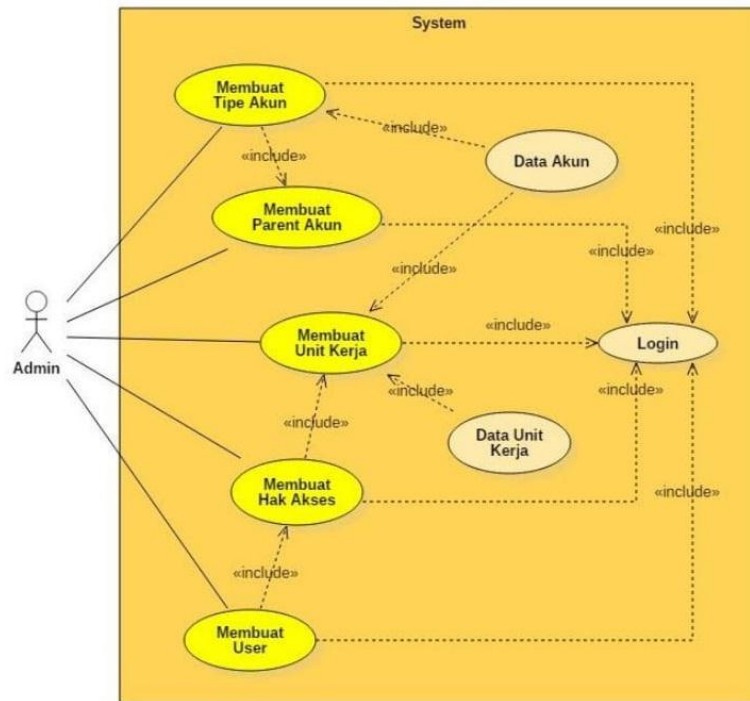 System
Membuat
Tipe Akun
«include»
Data Akun
«include»
Membuat
Parent Akun
«include»
«include»
«include»
Admin
Membuat
Unit Kerja
«include»
Login
«include»
«include»
«include»
Data Unit
Kerja
Membuat
Hak Akses
«include»
«include»
Membuat
User